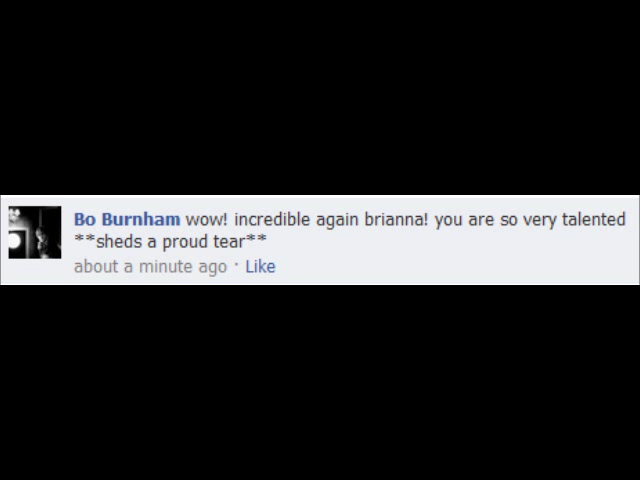 Bo Burnham wow! incredible again brianna! you are so very talented
**sheds a proud tear**
about a minute ago · Like